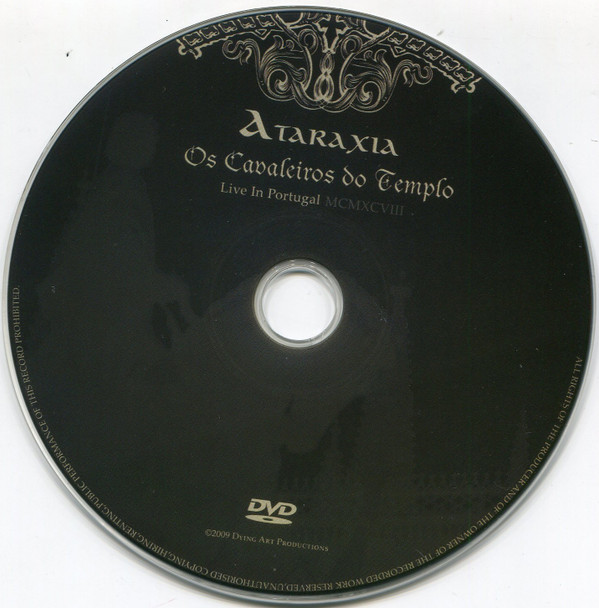 ATARAXIA
Os Cavaleiros do Templo
Live In Portugal MCMXCVIII
DVD
©2009 Dying Art Productions
ALL RIGHTS OF THE PRODUCER AND OF THE OWNER OF THE RECORDED WORK RESERVED.UNAUTHORISED COPYING.HIRING.RENTING.PUBLIC PERFORMANCE OF THIS RECORD PROHIBITED.